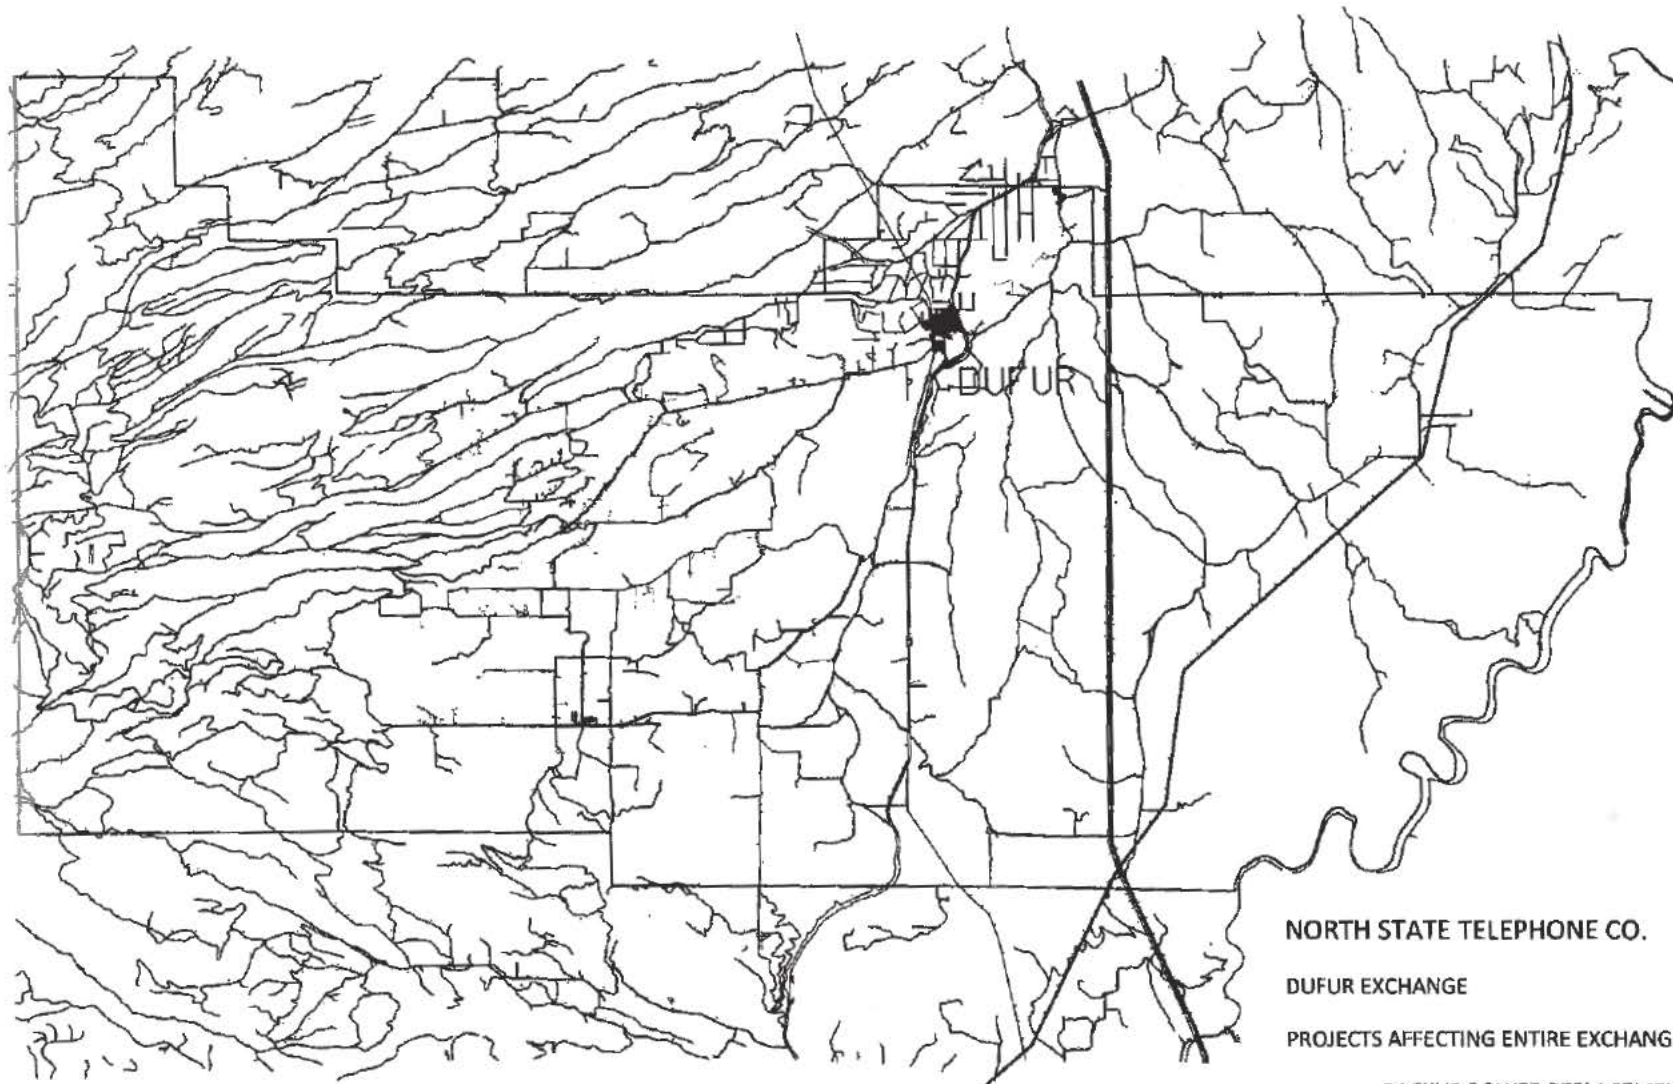 DUFUR
NORTH STATE TELEPHONE CO.
DUFUR EXCHANGE
PROJECTS AFFECTING ENTIRE EXCHANG